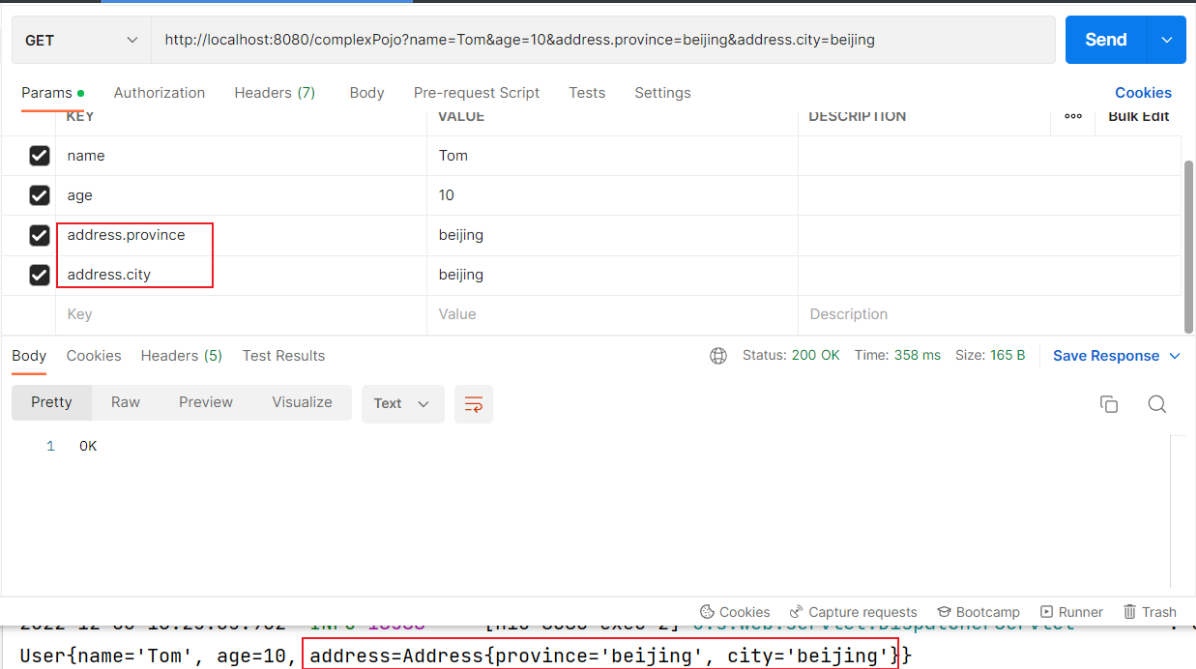 GET http://localhost:8080/complexPojo?name=Tom&age=10&address.province=beijing&address.city=beijing Send
Params Authorization Headers (7) Body Pre-request Script Tests Settings Cookies
KEY VALUE DESCRIPTION Bulk Edit
name Tom
age 10
address.province beijing
address.city beijing
Key Value Description
Body Cookies Headers (5) Test Results Status: 200 OK Time: 358 ms Size: 165 B Save Response
Pretty Raw Preview Visualize Text
1 OK
Cookies Capture requests Bootcamp Runner Trash
User{name='Tom', age=10, address=Address{province='beijing', city='beijing'}}